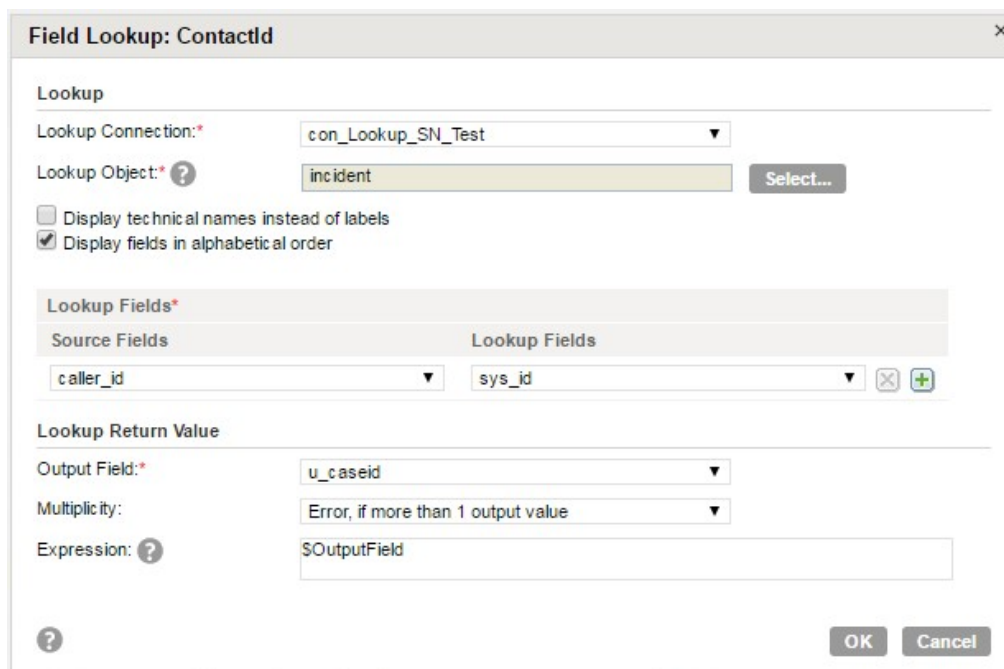 Field Lookup: ContactId ×
Lookup
Lookup Connection:* con_Lookup_SN_Test
Lookup Object:* ? incident Select...
Display technical names instead of labels
Display fields in alphabetical order
Lookup Fields*
Source Fields Lookup Fields
caller_id sys_id
Lookup Return Value
Output Field:* u_caseid
Multiplicity: Error, if more than 1 output value
Expression: ? $OutputField
? OK Cancel